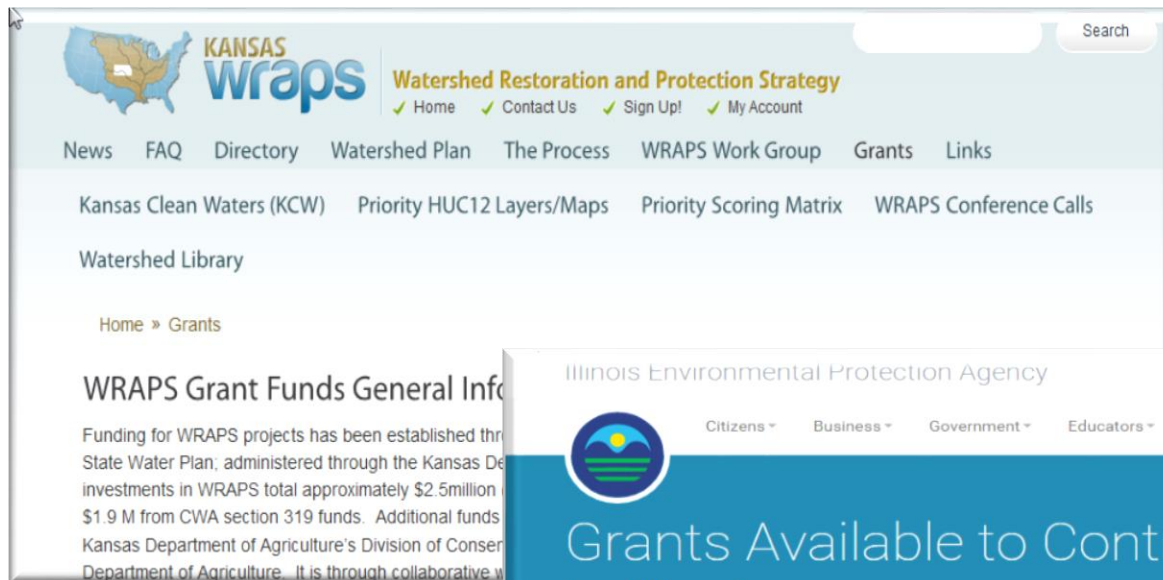 Search
KANSAS
wraps
Watershed Restoration and Protection Strategy
Home Contact Us Sign Up! My Account
News FAQ Directory Watershed Plan The Process WRAPS Work Group Grants Links
Kansas Clean Waters (KCW) Priority HUC12 Layers/Maps Priority Scoring Matrix WRAPS Conference Calls
Watershed Library
Home » Grants
WRAPS Grant Funds General Info
Funding for WRAPS projects has been established thr
State Water Plan; administered through the Kansas De
investments in WRAPS total approximately $2.5million
$1.9 M from CWA section 319 funds. Additional funds
Kansas Department of Agriculture's Division of Conser
Department of Agriculture. It is through collaborative w
Illinois Environmental Protection Agency
Citizens Business Government Educators
Grants Available to Cont